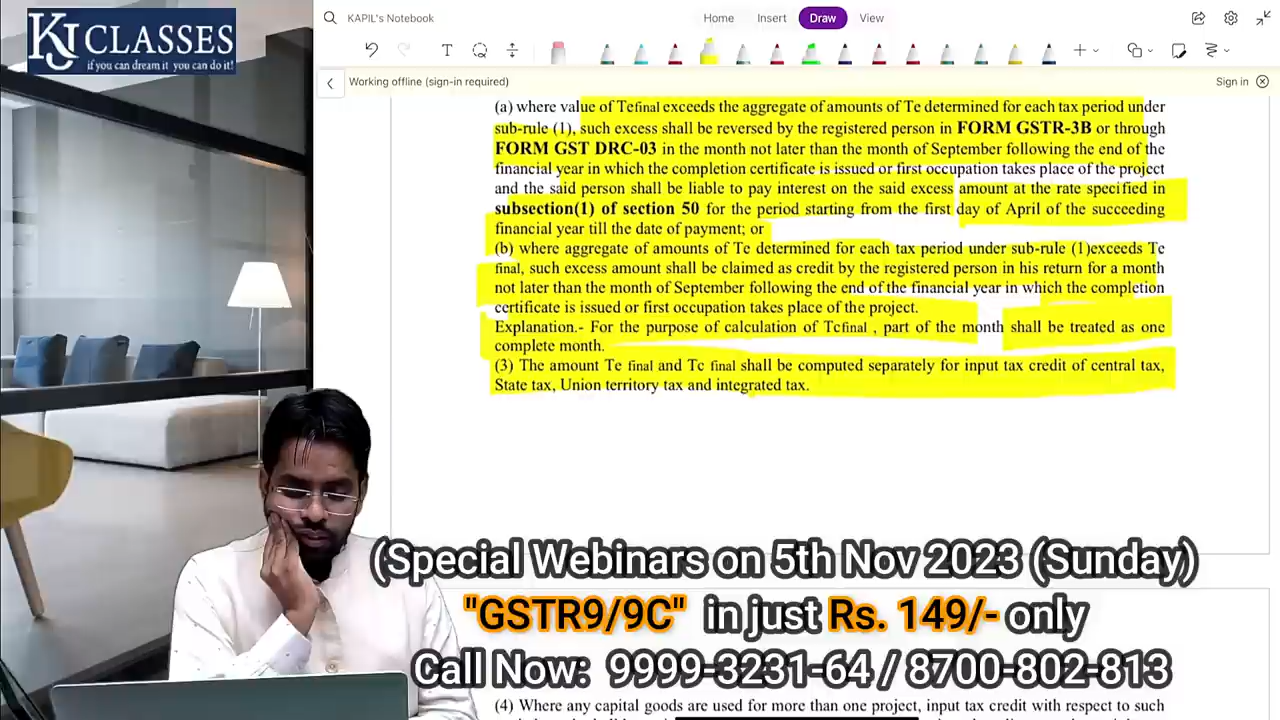 KJ CLASSES
if you can dream it you can do it!
KAPIL's Notebook
Home Insert Draw View
Working offline (sign-in required)
Sign in
(a) where value of Tefinal exceeds the aggregate of amounts of Te determined for each tax period under
sub-rule (1), such excess shall be reversed by the registered person in FORM GSTR-3B or through
FORM GST DRC-03 in the month not later than the month of September following the end of the
financial year in which the completion certificate is issued or first occupation takes place of the project
and the said person shall be liable to pay interest on the said excess amount at the rate specified in
subsection(1) of section 50 for the period starting from the first day of April of the succeeding
financial year till the date of payment; or
(b) where aggregate of amounts of Te determined for each tax period under sub-rule (1)exceeds Te
final, such excess amount shall be claimed as credit by the registered person in his return for a month
not later than the month of September following the end of the financial year in which the completion
certificate is issued or first occupation takes place of the project.
Explanation.- For the purpose of calculation of Tcfinal , part of the month shall be treated as one
complete month.
(3) The amount Te final and Tc final shall be computed separately for input tax credit of central tax,
State tax, Union territory tax and integrated tax.
(Special Webinars on 5th Nov 2023 (Sunday)
"GSTR9/9C" in just Rs. 149/- only
Call Now: 9999-3231-64 / 8700-802-813
(4) Where any capital goods are used for more than one project, input tax credit with respect to such